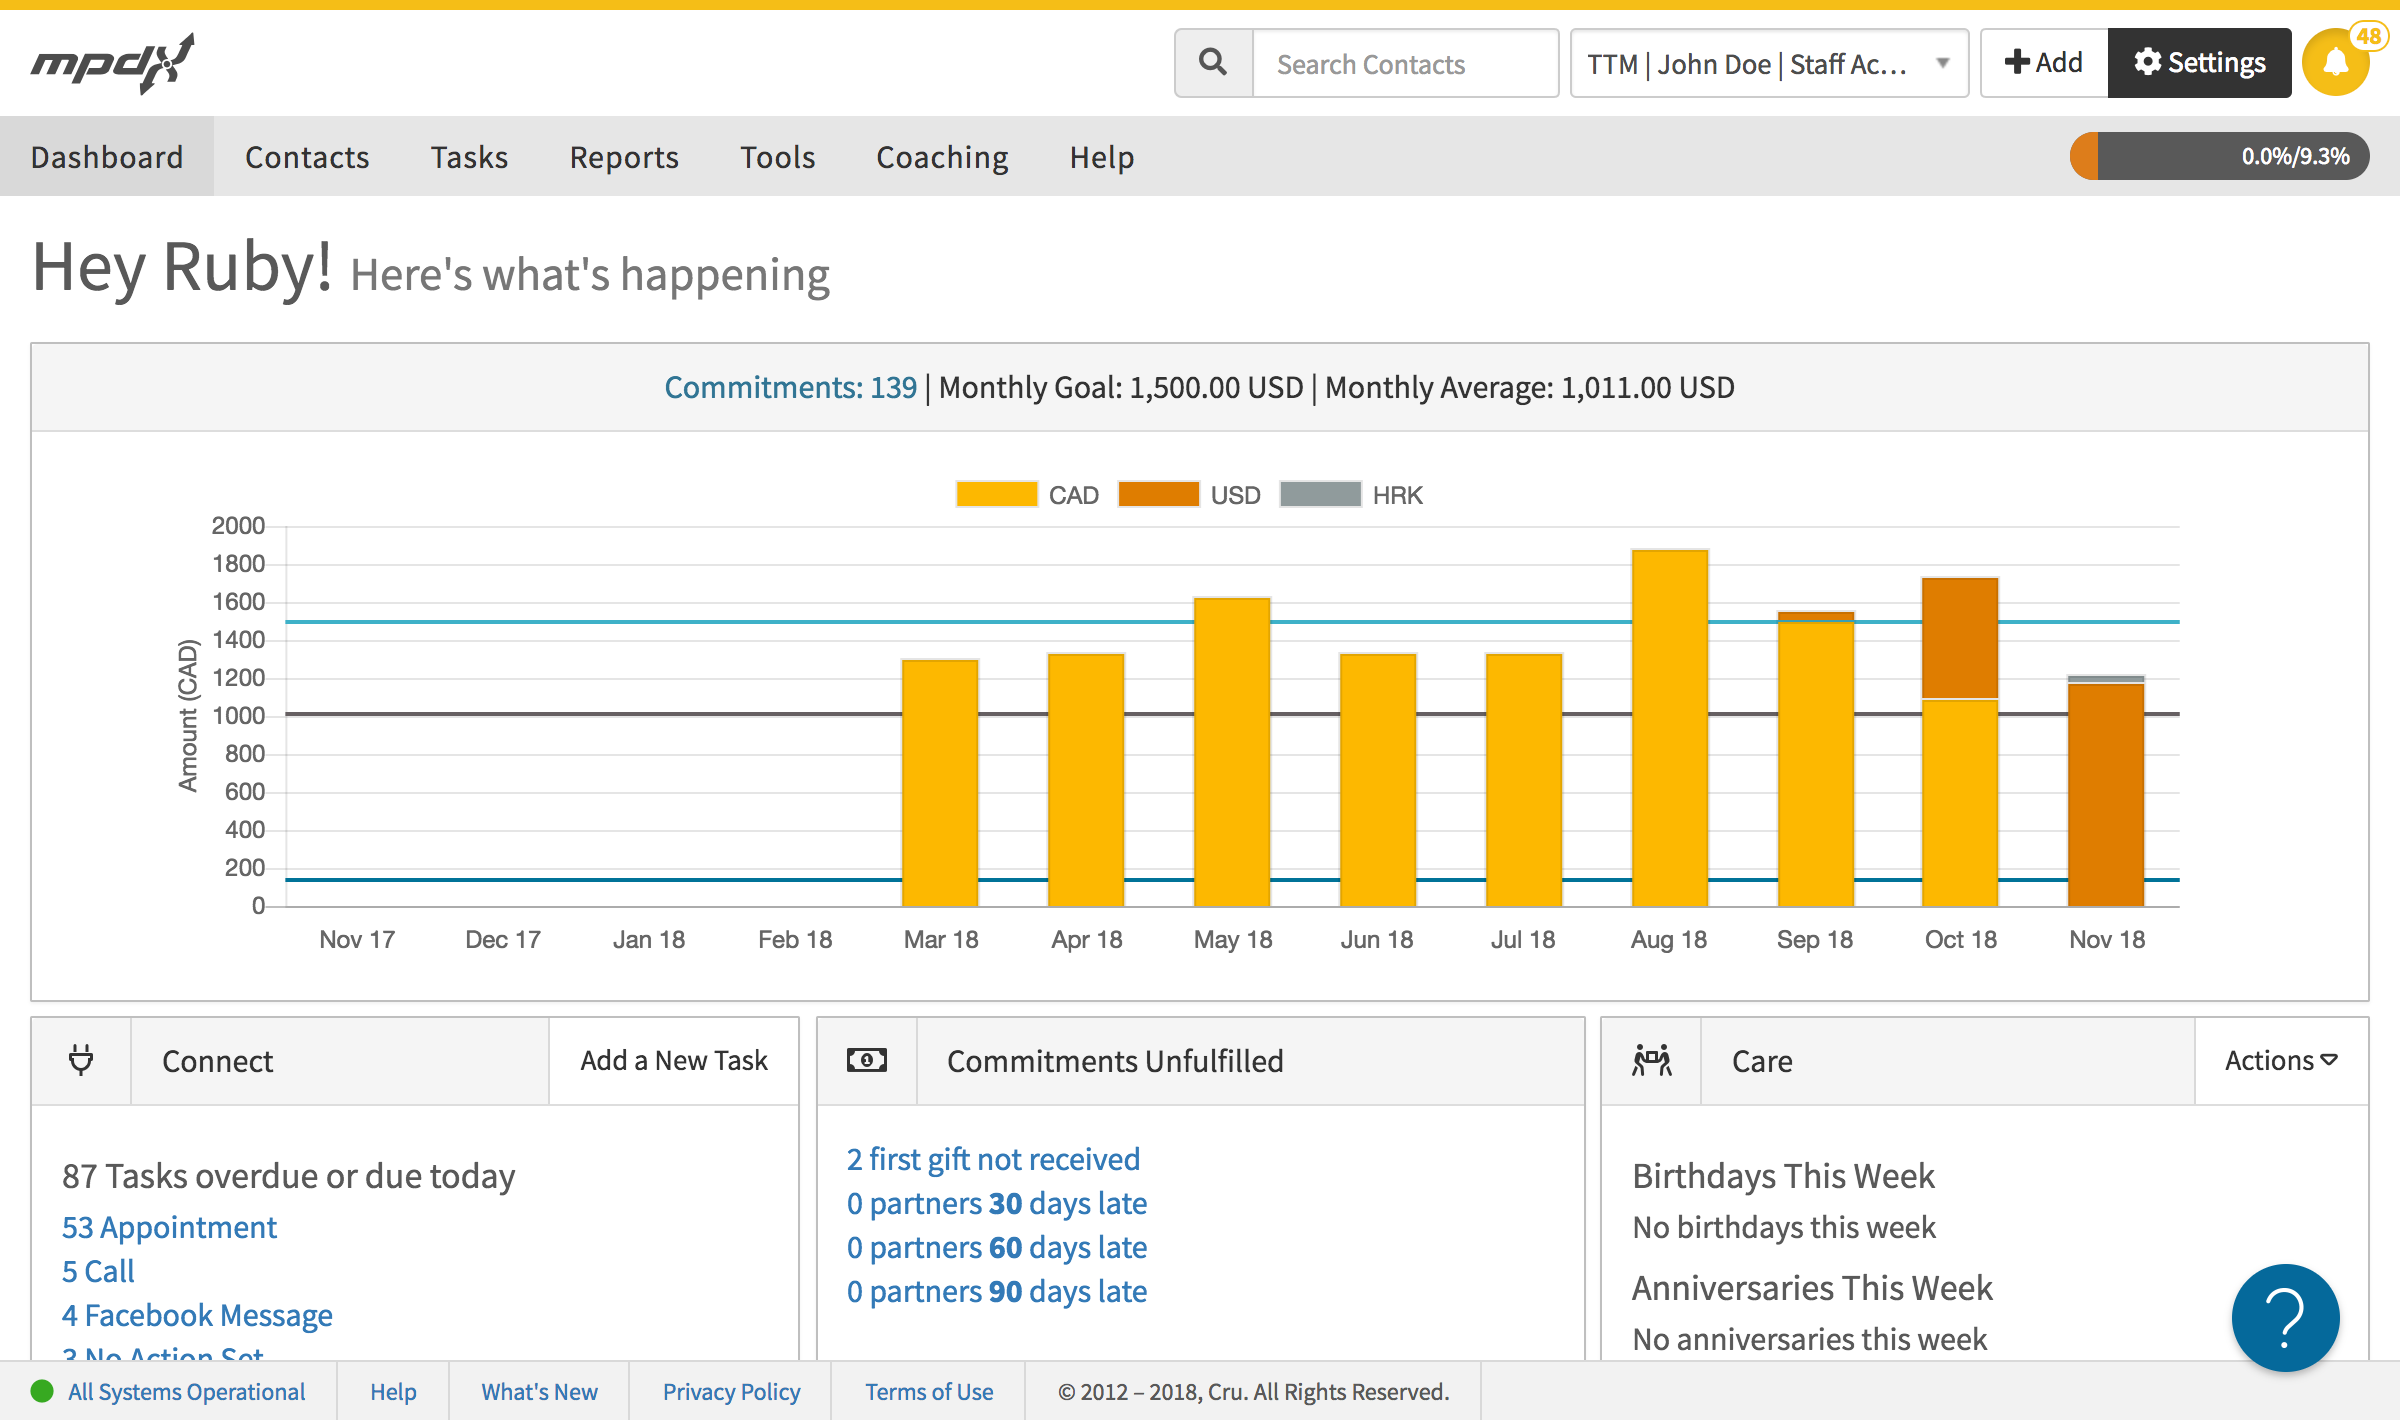 mpdx
Search Contacts
TTM | John Doe | Staff Ac...
Add
Settings
48
Dashboard
Contacts
Tasks
Reports
Tools
Coaching
Help
0.0%/9.3%
Hey Ruby! Here's what's happening
Commitments: 139 | Monthly Goal: 1,500.00 USD | Monthly Average: 1,011.00 USD
CAD
USD
HRK
Amount (CAD)
2000
1800
1600
1400
1200
1000
800
600
400
200
0
Nov 17
Dec 17
Jan 18
Feb 18
Mar 18
Apr 18
May 18
Jun 18
Jul 18
Aug 18
Sep 18
Oct 18
Nov 18
Connect
Add a New Task
87 Tasks overdue or due today
53 Appointment
5 Call
4 Facebook Message
3 No Action Set
Commitments Unfulfilled
2 first gift not received
0 partners 30 days late
0 partners 60 days late
0 partners 90 days late
Care
Actions
Birthdays This Week
No birthdays this week
Anniversaries This Week
No anniversaries this week
?
All Systems Operational
Help
What's New
Privacy Policy
Terms of Use
© 2012 – 2018, Cru. All Rights Reserved.